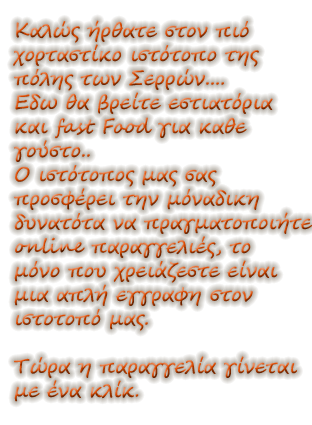 Καλώς ήρθατε στον πιό
χορταστίκο ιστότοπο της
πόλης των Σερρών....
Εδω θα βρείτε εστιατόρια
και fast Food για καθε
γούστο..
Ο ιστότοπος μας σας
προσφέρει την μόναδικη
δυνατότα να πραγματοποιήτε
online παραγγελιές, το
μόνο που χρειάζεστε είναι
μια απλή εγγραφη στον
ιστοτοπό μας.
Τώρα η παραγγελία γίνεται
με ένα κλίκ.